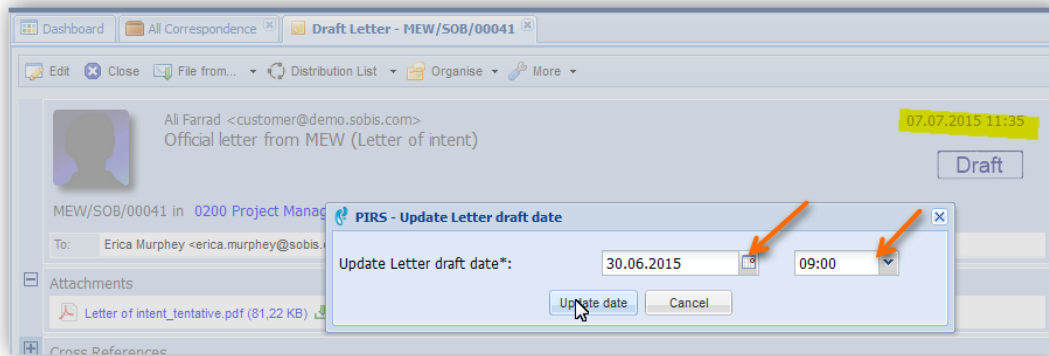 Dashboard All Correspondence Draft Letter - MEW/SOB/00041
Edit Close File from... Distribution List Organise More
Ali Farrad <customer@demo.sobis.com> 07.07.2015 11:35
Official letter from MEW (Letter of intent)
Draft
MEW/SOB/00041 in 0200 Project Manag
PIRS - Update Letter draft date
To: Erica Murphey <erica.murphey@sobis.
Update Letter draft date*: 30.06.2015 09:00
Attachments
Update date Cancel
Letter of intent_tentative.pdf (81,22 KB)
Cross References